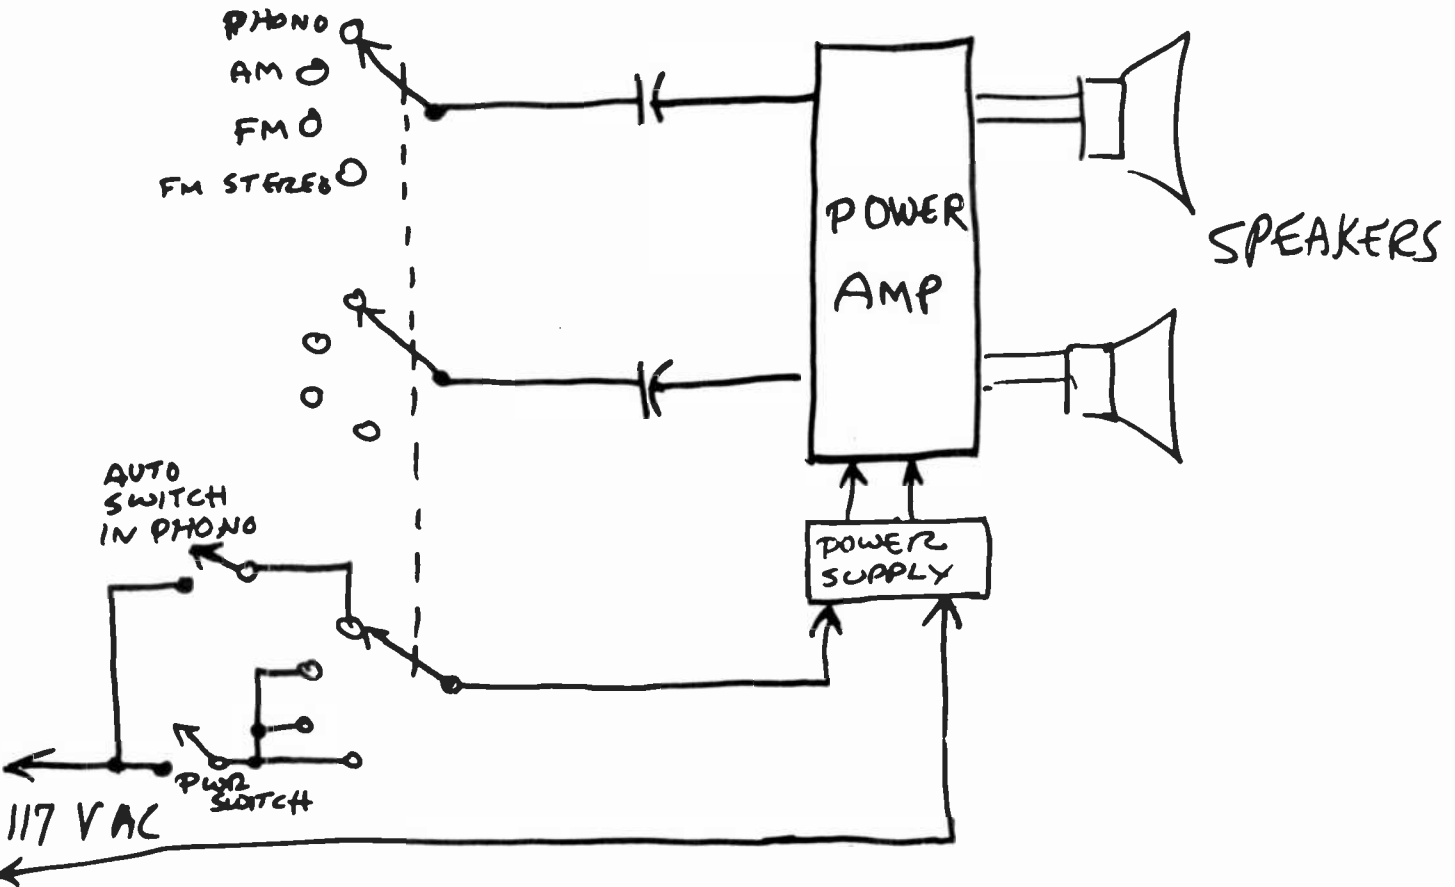 PHONO
AM
FM
FM STEREO
POWER
AMP
SPEAKERS
AUTO
SWITCH
IN PHONO
POWER
SUPPLY
PWR
SWITCH
117 VAC